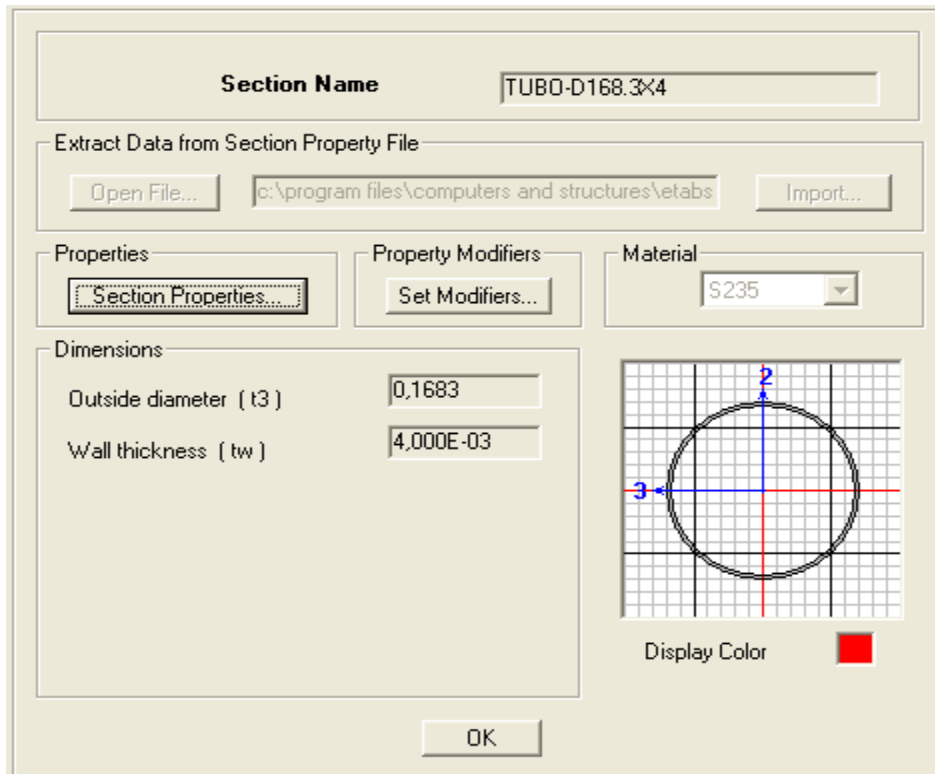 Section Name
TUBO-D168.3X4
Extract Data from Section Property File
Open File...
c:\program files\computers and structures\etabs
Import...
Properties
Property Modifiers
Material
Section Properties...
Set Modifiers...
S235
Dimensions
Outside diameter ( t3 )
0,1683
Wall thickness ( tw )
4,000E-03
2
3
Display Color
OK